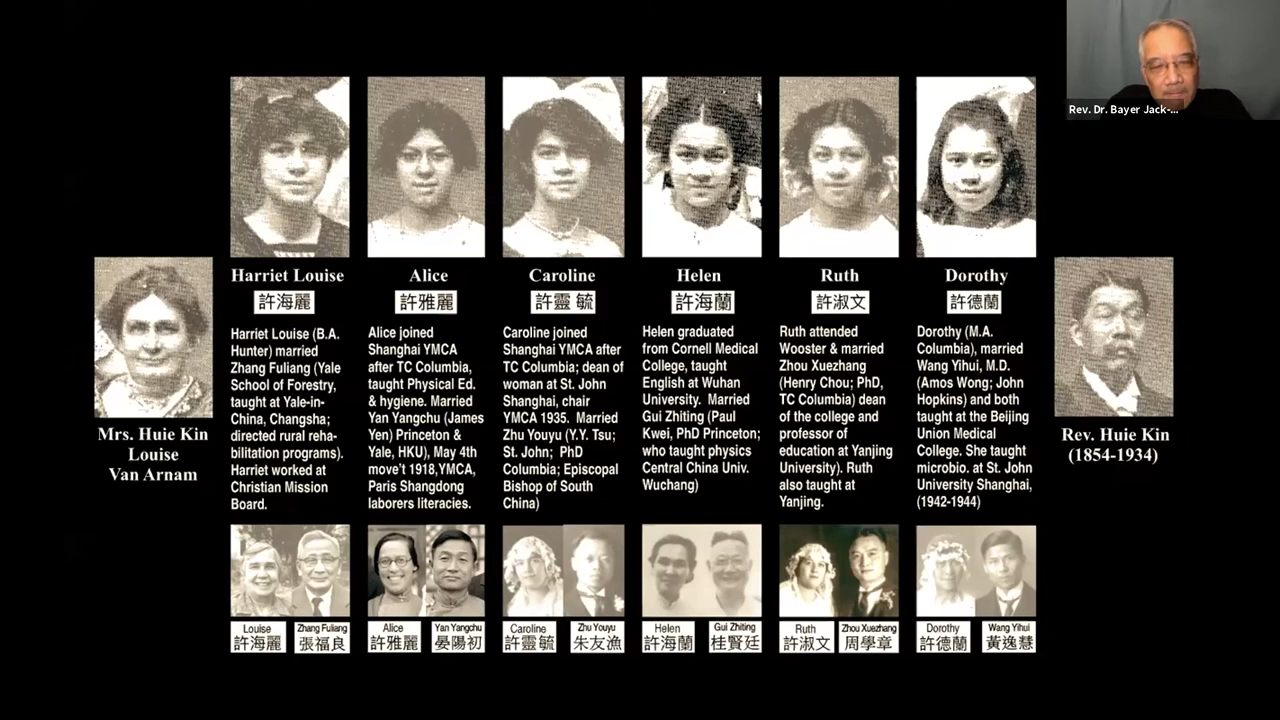 Rev. Dr. Bayer Jack-...
Mrs. Huie Kin
Louise
Van Arnam
Harriet Louise
許海麗
Harriet Louise (B.A.
Hunter) married
Zhang Fuliang (Yale
School of Forestry,
taught at Yale-in-
China, Changsha;
directed rural reha-
bilitation programs).
Harriet worked at
Christian Mission
Board.
Alice
許雅麗
Alice joined
Shanghai YMCA
after TC Columbia,
taught Physical Ed.
& hygiene. Married
Yan Yangchu (James
Yen) Princeton &
Yale, HKU), May 4th
move't 1918,YMCA,
Paris Shangdong
laborers literacies.
Caroline
許靈 毓
Caroline joined
Shanghai YMCA after
TC Columbia; dean of
woman at St. John
Shanghai, chair
YMCA 1935. Married
Zhu Youyu (Y.Y. Tsu;
St. John; PhD
Columbia; Episcopal
Bishop of South
China)
Helen
許海蘭
Helen graduated
from Cornell Medical
College, taught
English at Wuhan
University. Married
Gui Zhiting (Paul
Kwei, PhD Princeton;
who taught physics
Central China Univ.
Wuchang)
Ruth
許淑文
Ruth attended
Wooster & married
Zhou Xuezhang
(Henry Chou; PhD,
TC Columbia) dean
of the college and
professor of
education at Yanjing
University). Ruth
also taught at
Yanjing.
Dorothy
許德蘭
Dorothy (M.A.
Columbia), married
Wang Yihui, M.D.
(Amos Wong; John
Hopkins) and both
taught at the Beijing
Union Medical
College. She taught
microbio. at St. John
University Shanghai,
(1942-1944)
Rev. Huie Kin
(1854-1934)
Louise
許海麗
Zhang Fuliang
張福良
Alice
許雅麗
Yan Yangchu
晏陽初
Caroline
許靈毓
Zhu Youyu
朱友漁
Helen
許海蘭
Gui Zhiting
桂賢廷
Ruth
許淑文
Zhou Xuezhang
周學章
Dorothy
許德蘭
Wang Yihui
黃逸慧